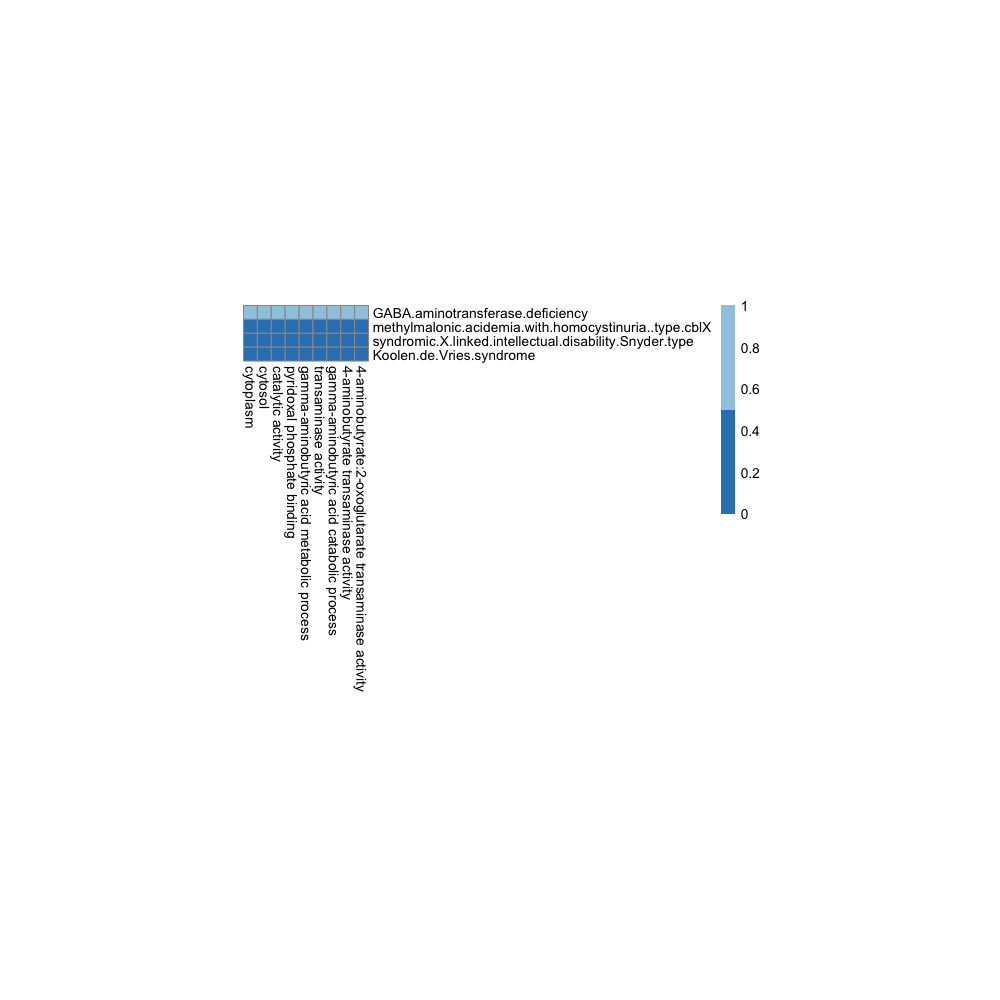 GABA.aminotransferase.deficiency
methylmalonic.acidemia.with.homocystinuria..type.cblX
syndromic.X.linked.intellectual.disability.Snyder.type
Koolen.de.Vries.syndrome
cytoplasm
cytosol
catalytic activity
pyridoxal phosphate binding
gamma-aminobutyric acid metabolic process
transaminase activity
gamma-aminobutyric acid catabolic process
4-aminobutyrate transaminase activity
4-aminobutyrate:2-oxoglutarate transaminase activity
1
0.8
0.6
0.4
0.2
0